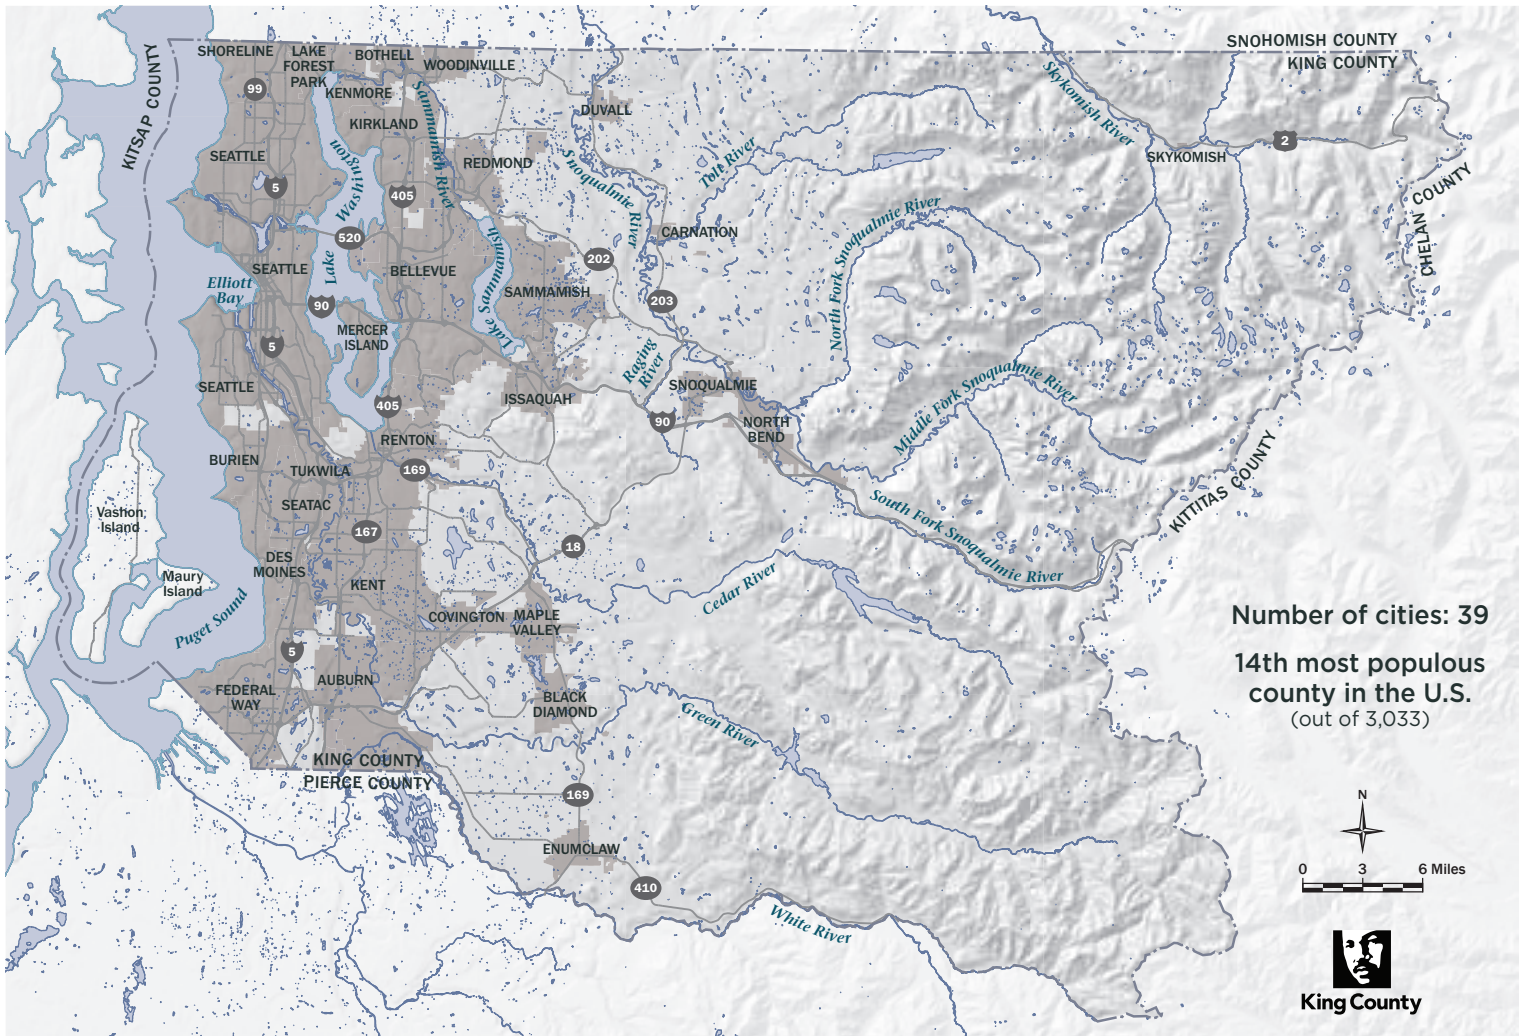 SNOHOMISH COUNTY
KING COUNTY
KITSAP COUNTY
SHORELINE
LAKE
FOREST
PARK
BOTHELL
WOODINVILLE
KENMORE
99
KIRKLAND
Sammamish River
DUVALL
Skykomish River
2
SKYKOMISH
SEATTLE
REDMOND
Snoqualmie River
Tolt River
5
405
Lake Washington
CHELAN COUNTY
520
CARNATION
North Fork Snoqualmie River
202
SEATTLE
BELLEVUE
Lake Sammamish
SAMMAMISH
Elliott
Bay
90
203
MERCER
ISLAND
5
Raging
River
SEATTLE
SNOQUALMIE
ISSAQUAH
Middle Fork Snoqualmie River
405
90
NORTH
BEND
RENTON
BURIEN
TUKWILA
169
KITTITAS COUNTY
SEATAC
Vashon
Island
167
18
South Fork Snoqualmie River
DES
MOINES
Maury
Island
KENT
Cedar River
Puget Sound
COVINGTON
MAPLE
VALLEY
Number of cities: 39
14th most populous
county in the U.S.
(out of 3,033)
5
AUBURN
FEDERAL
WAY
BLACK
DIAMOND
Green River
KING COUNTY
PIERCE COUNTY
169
N
ENUMCLAW
0 3 6 Miles
410
White River
King County